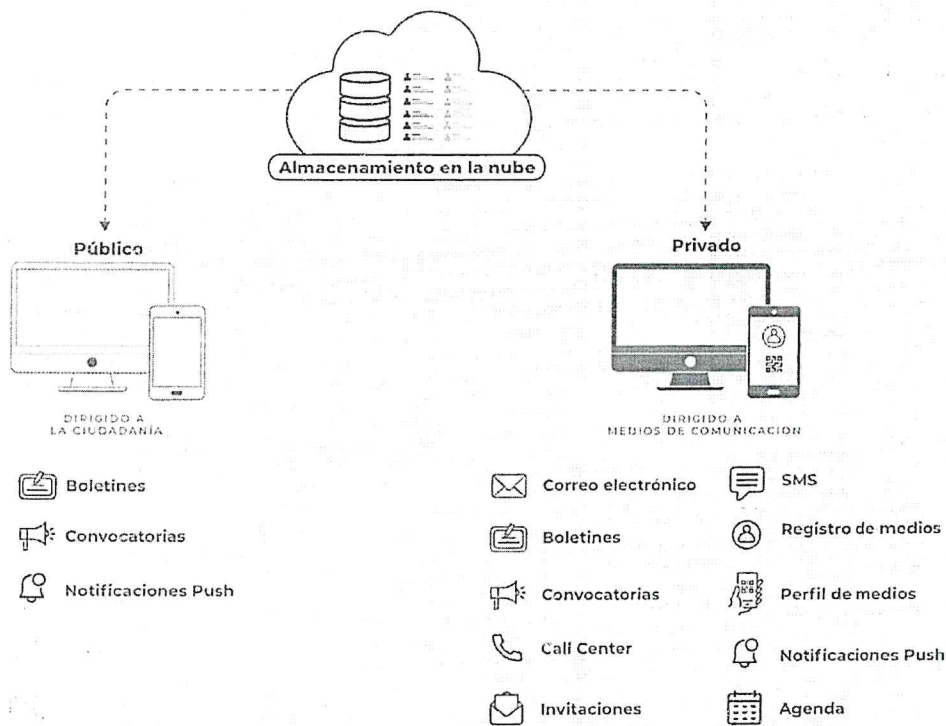 Almacenamiento en la nube
Público
DIRIGIDO A
LA CIUDADANÍA
Boletines
Convocatorias
Notificaciones Push
Privado
DIRIGIDO A
MEDIOS DE COMUNICACIÓN
Correo electrónico
Boletines
Convocatorias
Call Center
Invitaciones
SMS
Registro de medios
Perfil de medios
Notificaciones Push
Agenda